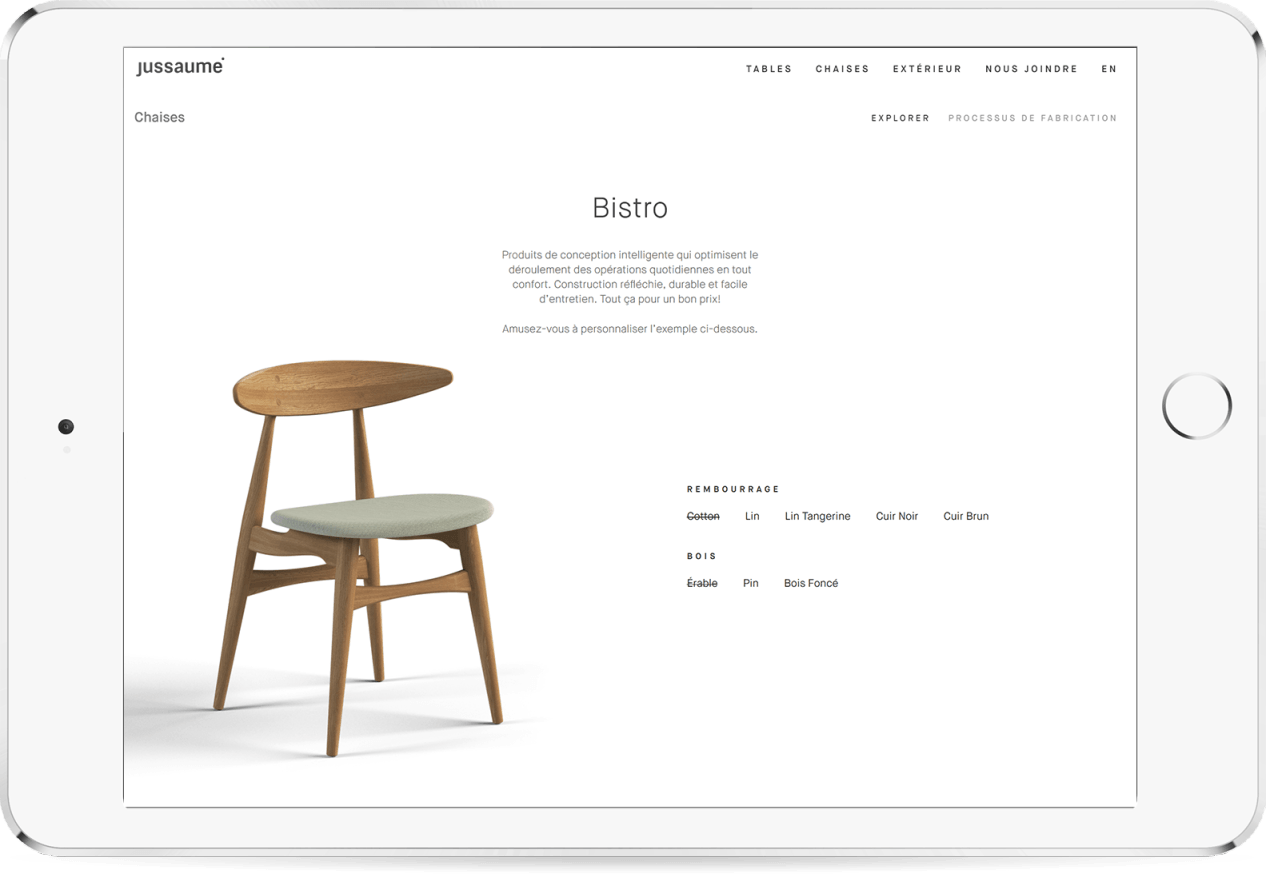 jussaume
TABLES CHAISES EXTÉRIEUR NOUS JOINDRE EN
Chaises
EXPLORER PROCESSUS DE FABRICATION
Bistro
Produits de conception intelligente qui optimisent le
déroulement des opérations quotidiennes en tout
confort. Construction réfléchie, durable et facile
d'entretien. Tout ça pour un bon prix!
Amusez-vous à personnaliser l'exemple ci-dessous.
REMBOURRAGE
Cotton Lin Lin Tangerine Cuir Noir Cuir Brun
BOIS
Érable Pin Bois Foncé